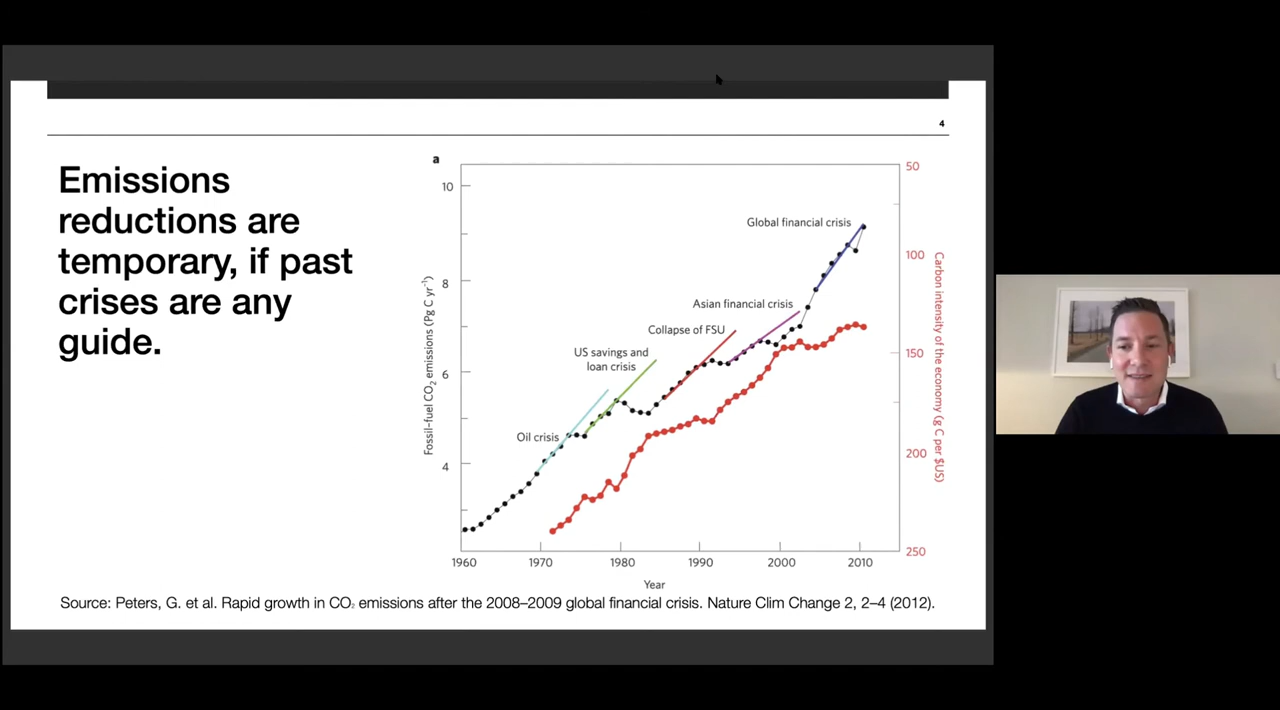 4
Emissions
reductions are
temporary, if past
crises are any
guide.
a
10
8
6
4
Fossil–fuel CO₂ emissions (Pg C yr⁻¹)
Oil crisis
US savings and
loan crisis
Collapse of FSU
Asian financial crisis
Global financial crisis
50
100
150
200
250
Carbon intensity of the economy (g C per $US)
1960 1970 1980 1990 2000 2010
Year
Source: Peters, G. et al. Rapid growth in CO₂ emissions after the 2008–2009 global financial crisis. Nature Clim Change 2, 2–4 (2012).